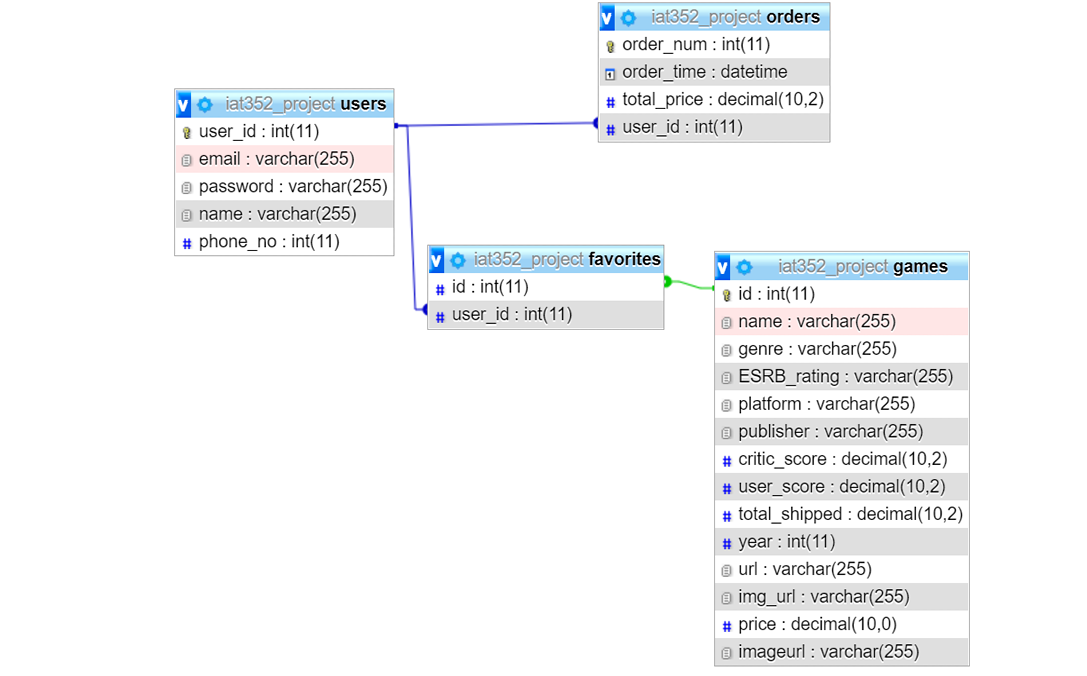 iat352_project orders
order_num : int(11)
order_time : datetime
total_price : decimal(10,2)
user_id : int(11)
iat352_project users
user_id : int(11)
email : varchar(255)
password : varchar(255)
name : varchar(255)
phone_no : int(11)
iat352_project favorites
id : int(11)
user_id : int(11)
iat352_project games
id : int(11)
name : varchar(255)
genre : varchar(255)
ESRB_rating : varchar(255)
platform : varchar(255)
publisher : varchar(255)
critic_score : decimal(10,2)
user_score : decimal(10,2)
total_shipped : decimal(10,2)
year : int(11)
url : varchar(255)
img_url : varchar(255)
price : decimal(10,0)
imageurl : varchar(255)